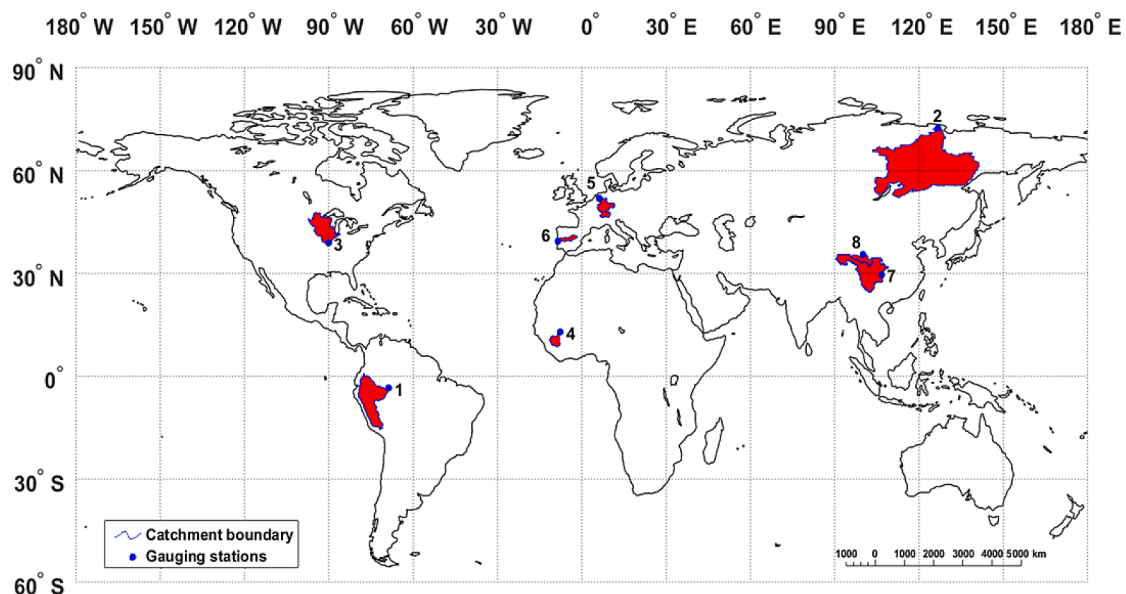 180° W 150° W 120° W 90° W 60° W 30° W 0° 30° E 60° E 90° E 120° E 150° E 180° E
90° N
2
60° N
5
3
6
8
30° N
7
4
0°
1
30° S
Catchment boundary
Gauging stations
1000 0 1000 2000 3000 4000 5000 km
60° S